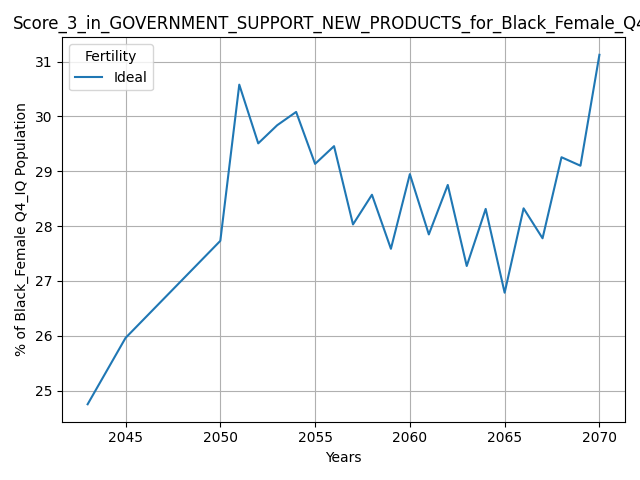 Score_3_in_GOVERNMENT_SUPPORT_NEW_PRODUCTS_for_Black_Female_Q4
Fertility
Ideal
% of Black_Female Q4_IQ Population
31
30
29
28
27
26
25
2045 2050 2055 2060 2065 2070
Years